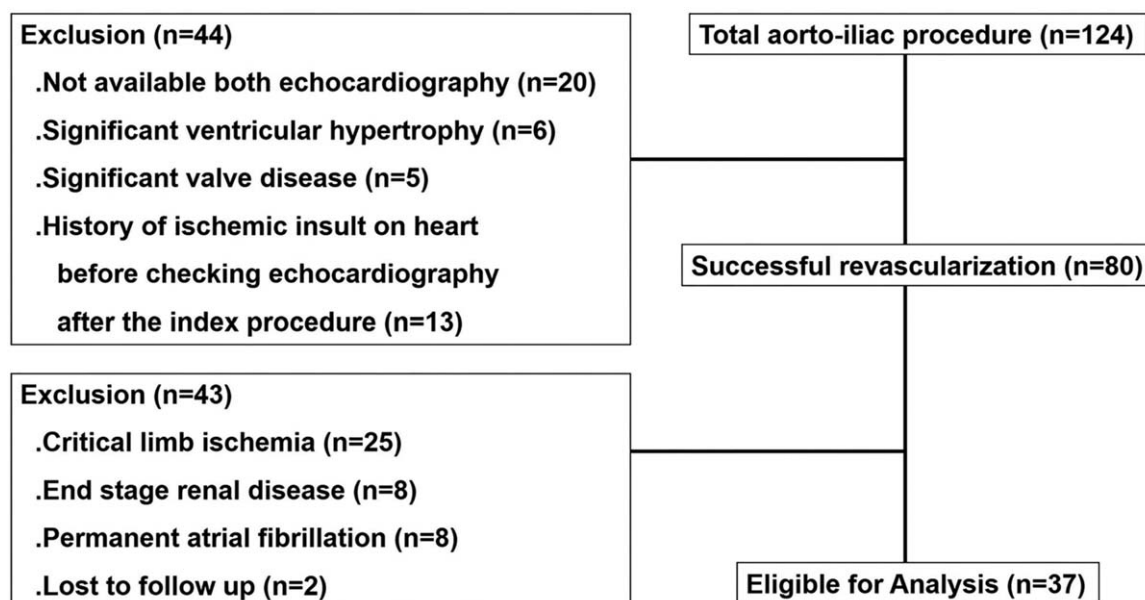 Exclusion (n=44)
.Not available both echocardiography (n=20)
.Significant ventricular hypertrophy (n=6)
.Significant valve disease (n=5)
.History of ischemic insult on heart
before checking echocardiography
after the index procedure (n=13)
Total aorto-iliac procedure (n=124)
Successful revascularization (n=80)
Exclusion (n=43)
.Critical limb ischemia (n=25)
.End stage renal disease (n=8)
.Permanent atrial fibrillation (n=8)
.Lost to follow up (n=2)
Eligible for Analysis (n=37)